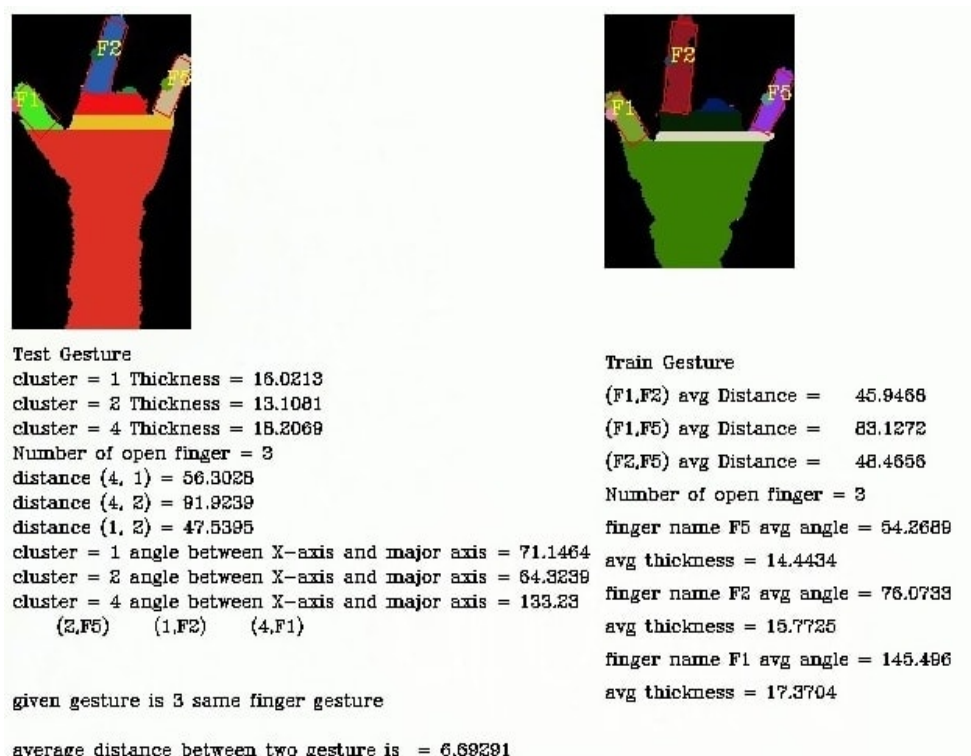 F2
F5
F1
F2
F5
F1
Test Gesture
cluster = 1 Thickness = 16.0213
cluster = 2 Thickness = 13.1081
cluster = 4 Thickness = 18.2069
Number of open finger = 3
distance (4, 1) = 56.3028
distance (4, 2) = 91.9239
distance (1, 2) = 47.5395
cluster = 1 angle between X-axis and major axis = 71.1464
cluster = 2 angle between X-axis and major axis = 64.3239
cluster = 4 angle between X-axis and major axis = 133.23
(2,F5) (1,F2) (4,F1)
given gesture is 3 same finger gesture
average distance between two gesture is = 6.69291
Train Gesture
(F1,F2) avg Distance = 45.9468
(F1,F5) avg Distance = 83.1272
(F2,F5) avg Distance = 48.4656
Number of open finger = 3
finger name F5 avg angle = 54.2689
avg thickness = 14.4434
finger name F2 avg angle = 76.0733
avg thickness = 15.7725
finger name F1 avg angle = 145.496
avg thickness = 17.3704